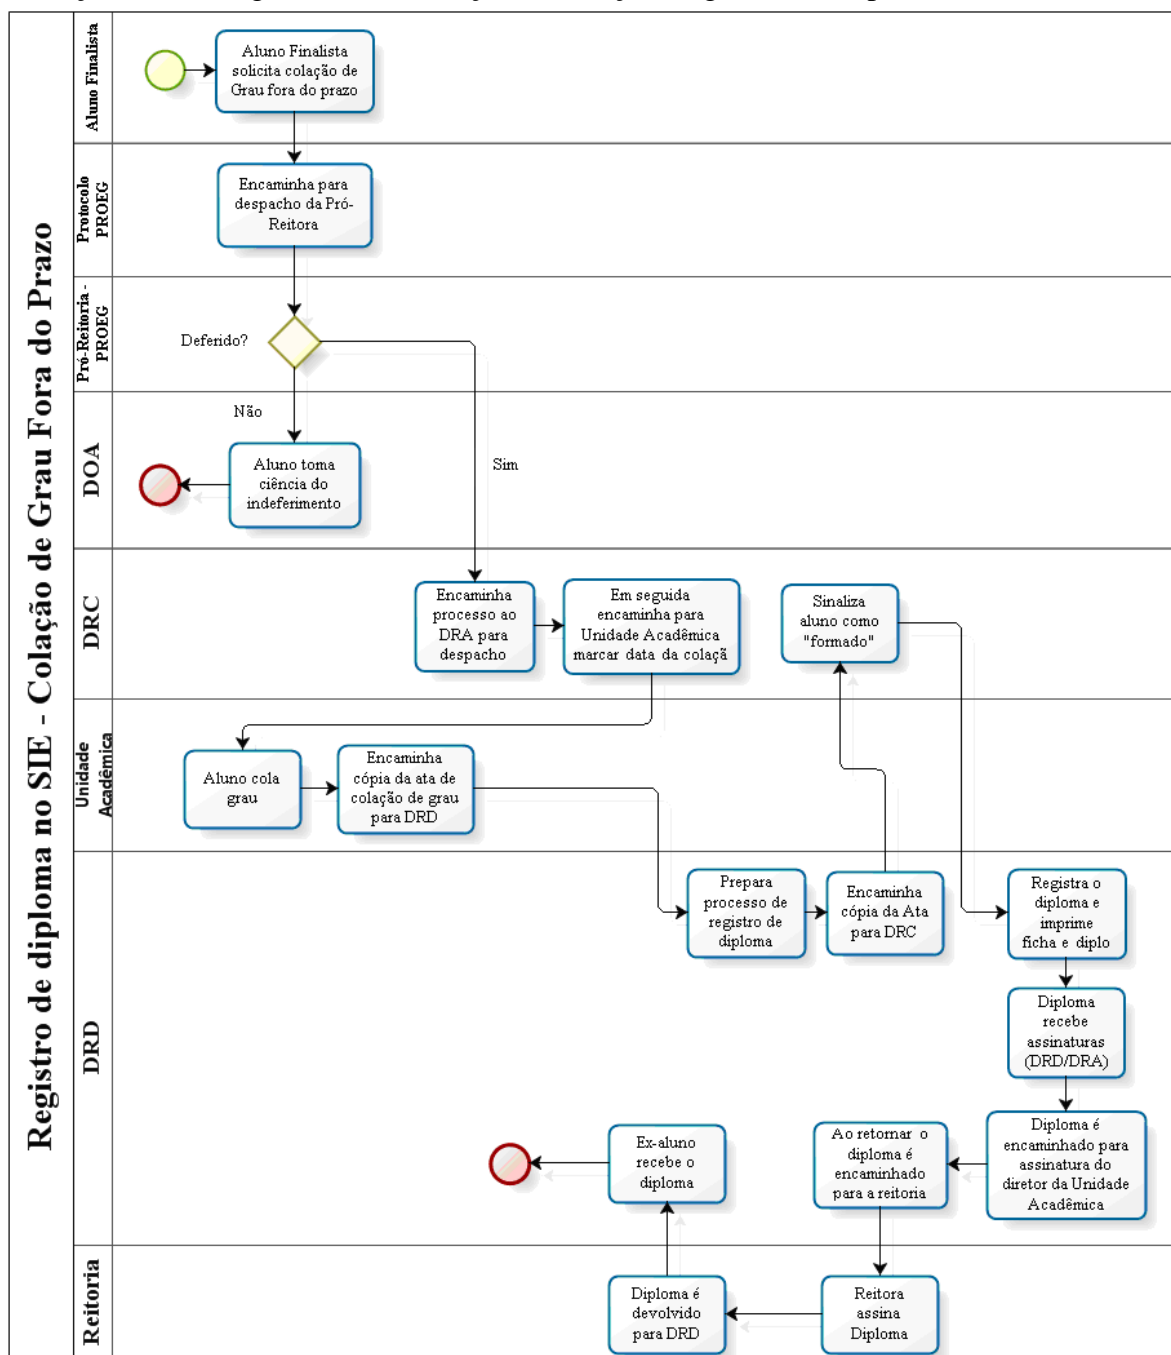 Registro de diploma no SIE - Colação de Grau Fora do Prazo
Aluno Finalista
Aluno Finalista
solicita colação de
Grau fora do prazo
Protocolo
PROEG
Encaminha para
despacho da Pró-
Reitora
Pró-Reitoria -
PROEG
Deferido?
DOA
Não
Sim
Aluno toma
ciência do
indeferimento
DRC
Encaminha
processo ao
DRA para
despacho
Em seguida
encaminha para
Unidade Acadêmica
marcar data da colaçã
Sinaliza
aluno como
"formado"
Unidade
Acadêmica
Aluno cola
grau
Encaminha
cópia da ata de
colação de grau
para DRD
DRD
Prepara
processo de
registro de
diploma
Encaminha
cópia da Ata
para DRC
Registra o
diploma e
imprime
ficha e diplo
Diploma
recebe
assinaturas
(DRD/DRA)
Diploma é
encaminhado para
assinatura do
diretor da Unidade
Acadêmica
Ao retornar o
diploma é
encaminhado
para a reitoria
Ex-aluno
recebe o
diploma
Reitoria
Reitora
assina
Diploma
Diploma é
devolvido
para DRD